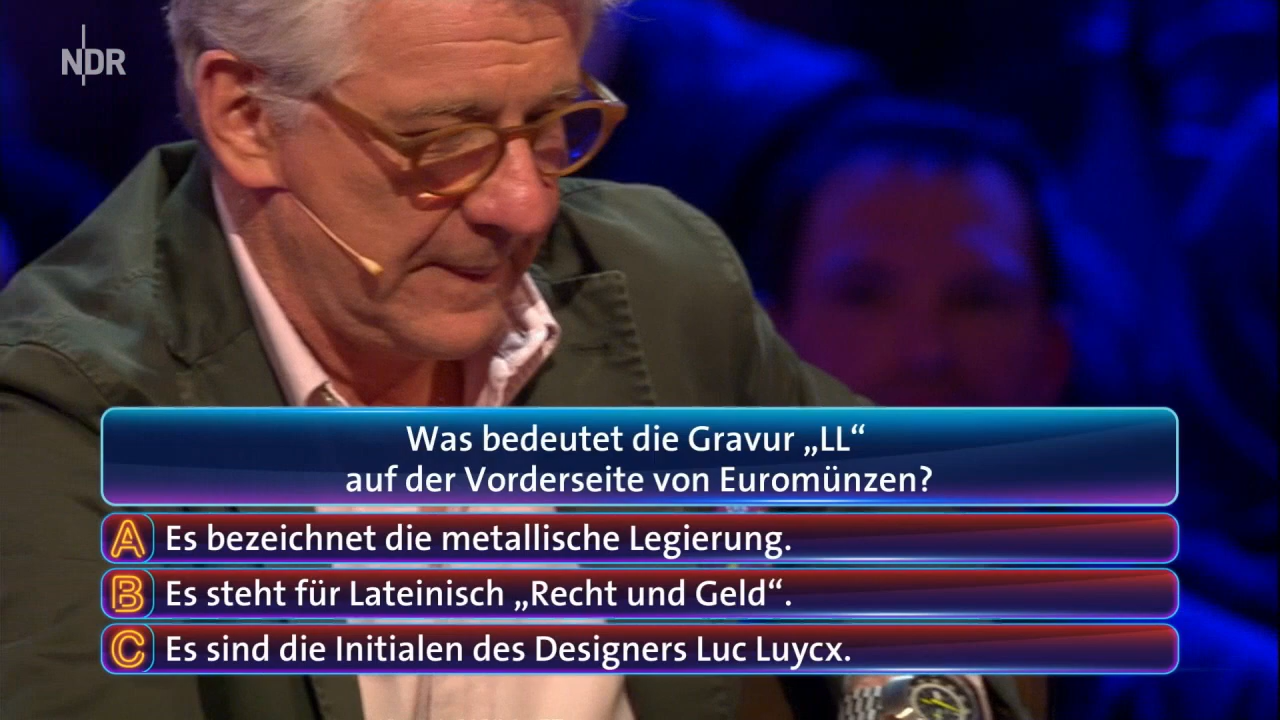 NDR
Was bedeutet die Gravur „LL“
auf der Vorderseite von Euromünzen?
A Es bezeichnet die metallische Legierung.
B Es steht für Lateinisch „Recht und Geld“.
C Es sind die Initialen des Designers Luc Luycx.